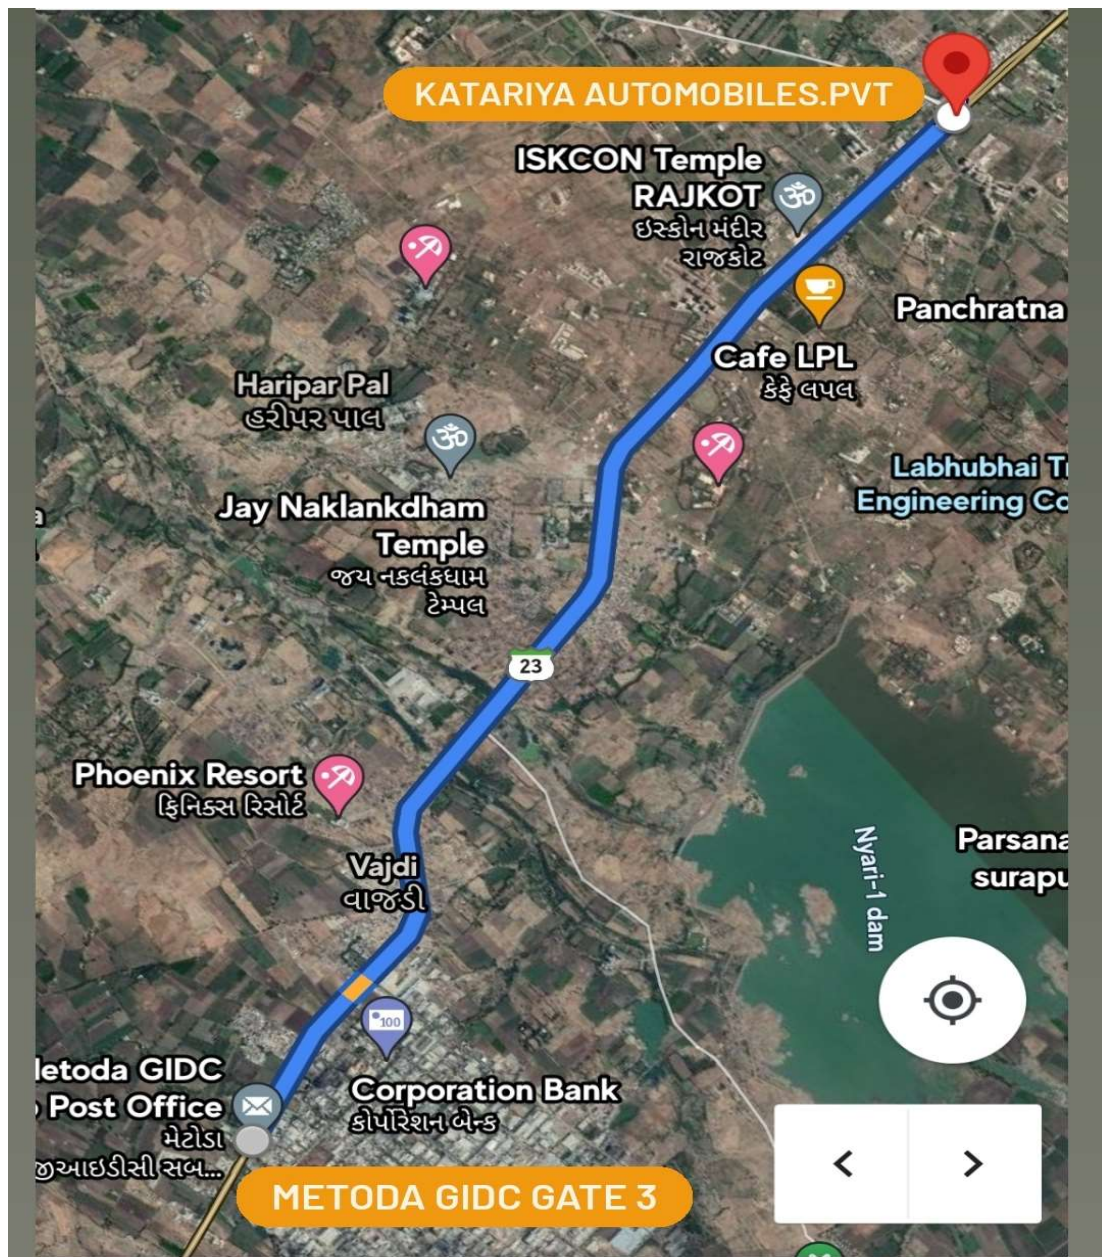 KATARIYA AUTOMOBILES.PVT
ISKCON Temple
RAJKOT
ઇસ્કોન મંદીર
રાજકોટ
Panchratna
Cafe LPL
કેફે લપલ
Haripar Pal
હરીપર પાલ
Labhubhai
Engineering
Jay Naklankdham
Temple
જય નકલંકધામ
ટેમ્પલ
23
Phoenix Resort
ફિનિક્સ રિસોર્ટ
Vajdi
વાજડી
Nyari-1 dam
Parsana
surapu
100
etoda GIDC
Post Office
મેટોડા
જીઆઇડીસી સબ...
Corporation Bank
કોર્પોરેશન બેન્ક
METODA GIDC GATE 3